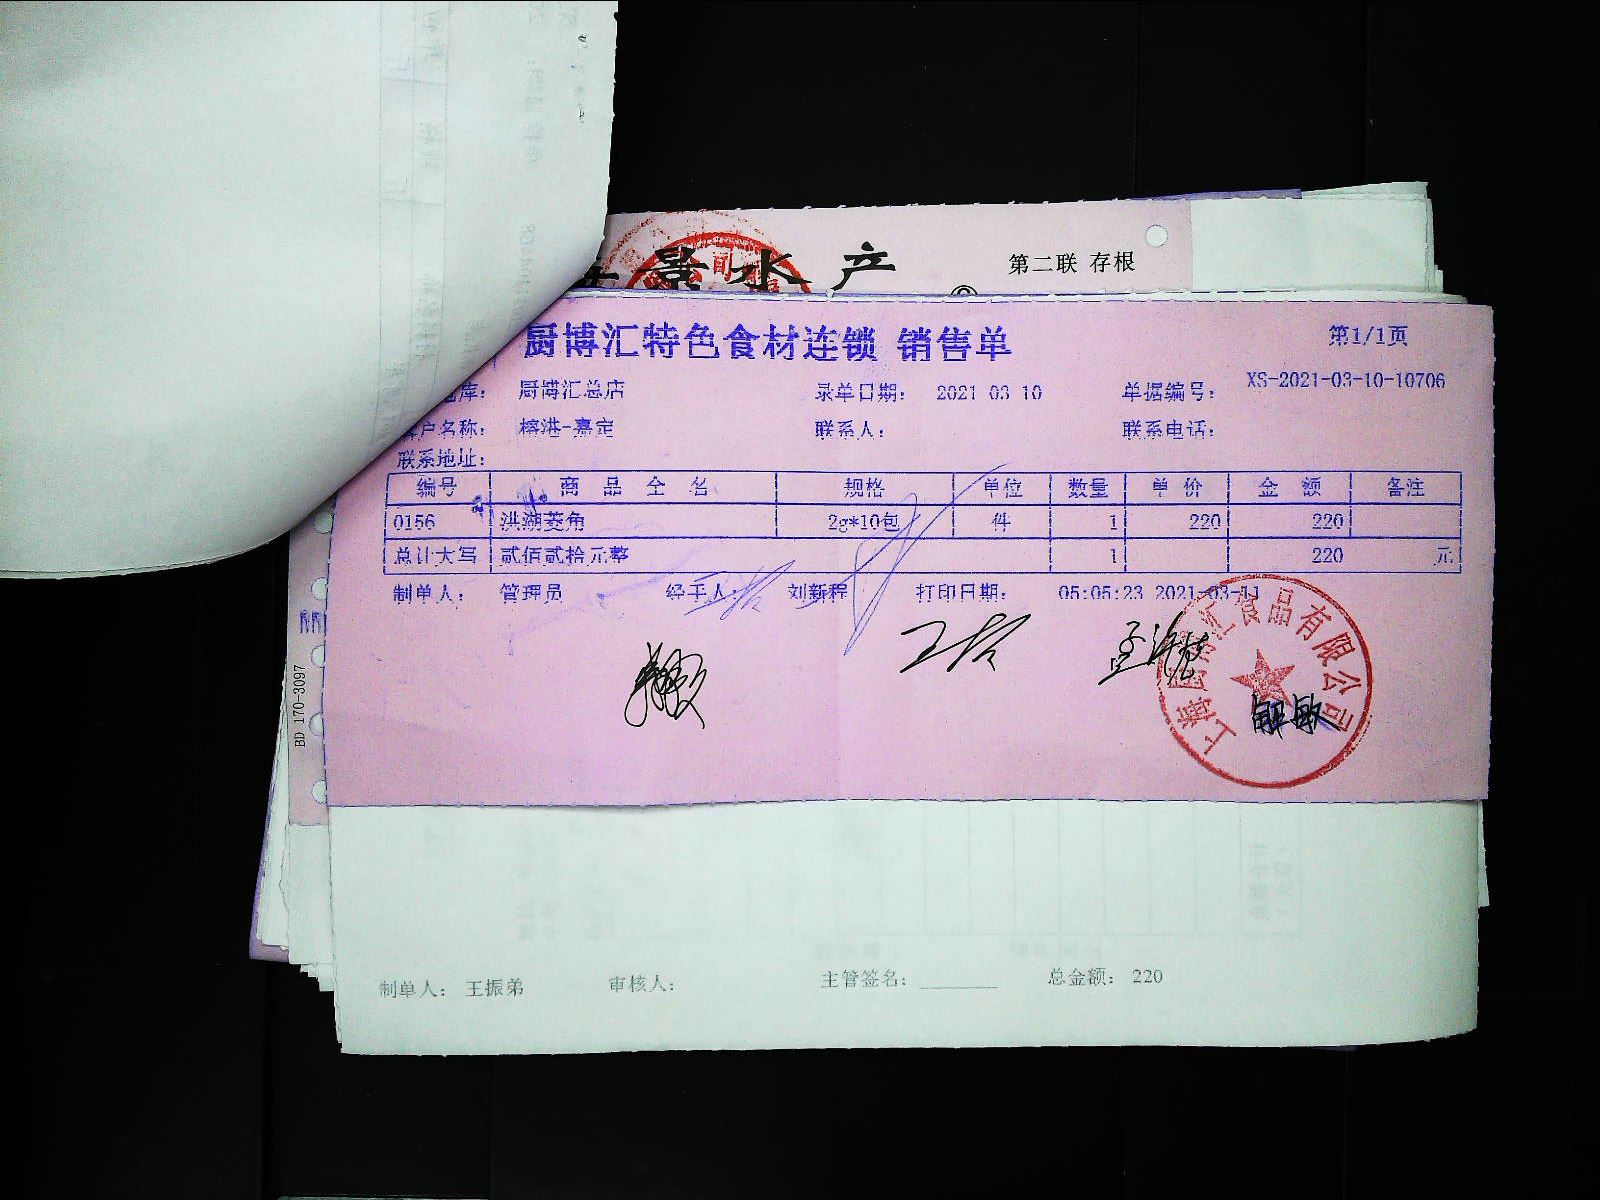 景水产
第二联 存根
厨博汇特色食材连锁 销售单
第1/1页
库： 厨博汇总店 录单日期： 2021 03 10 单据编号： XS-2021-03-10-10706
户名称： 榕港-嘉定 联系人： 联系电话：
联系地址：
编号 商品全名 规格 单位 数量 单价 金额 备注
0156 洪湖菱角 2g*10包 件 1 220 220
总计大写 贰佰贰拾元整 1 220 元
制单人： 管理员 经手人： 刘新程 打印日期： 05:05:23 2021-03-11
解敏
BD 170-3097
制单人： 王振弟 审核人： 主管签名： 总金额： 220